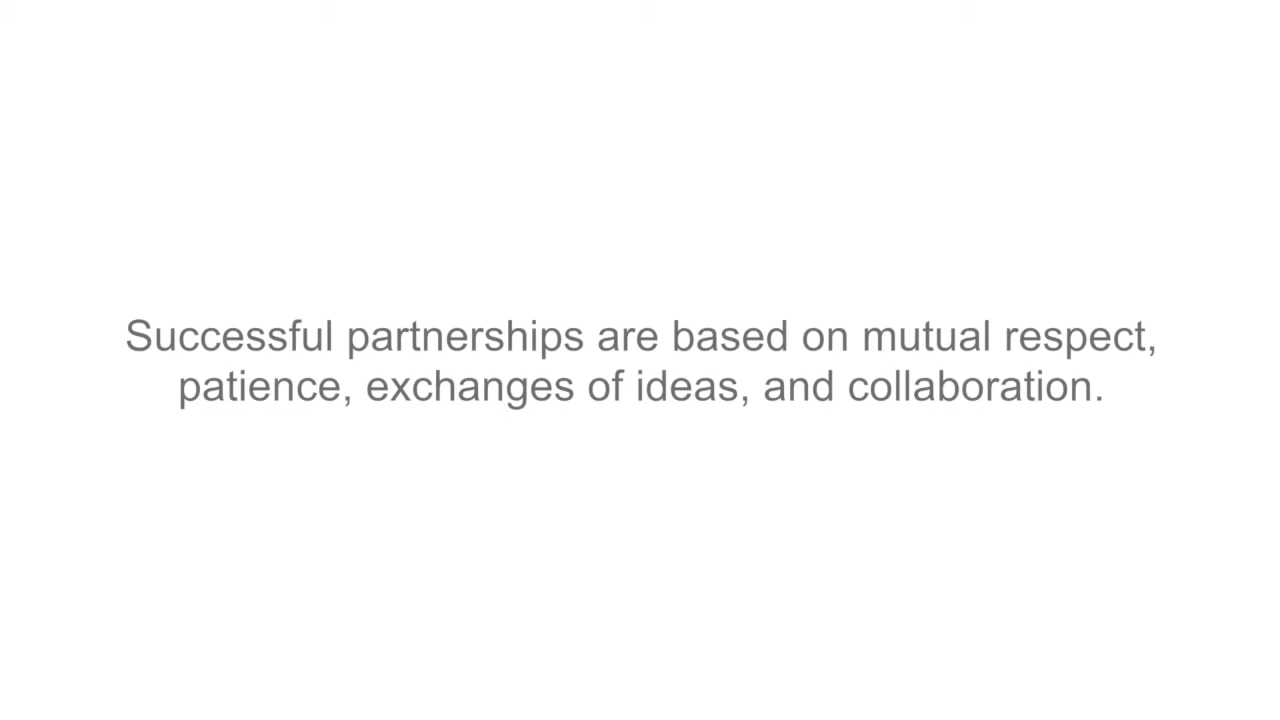 Successful partnerships are based on mutual respect,
patience, exchanges of ideas, and collaboration.